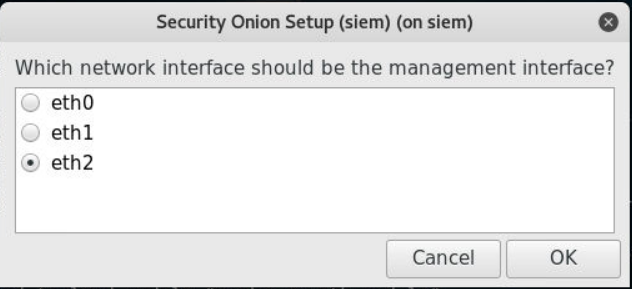 Security Onion Setup (siem) (on siem)
Which network interface should be the management interface?
eth0
eth1
eth2
Cancel OK